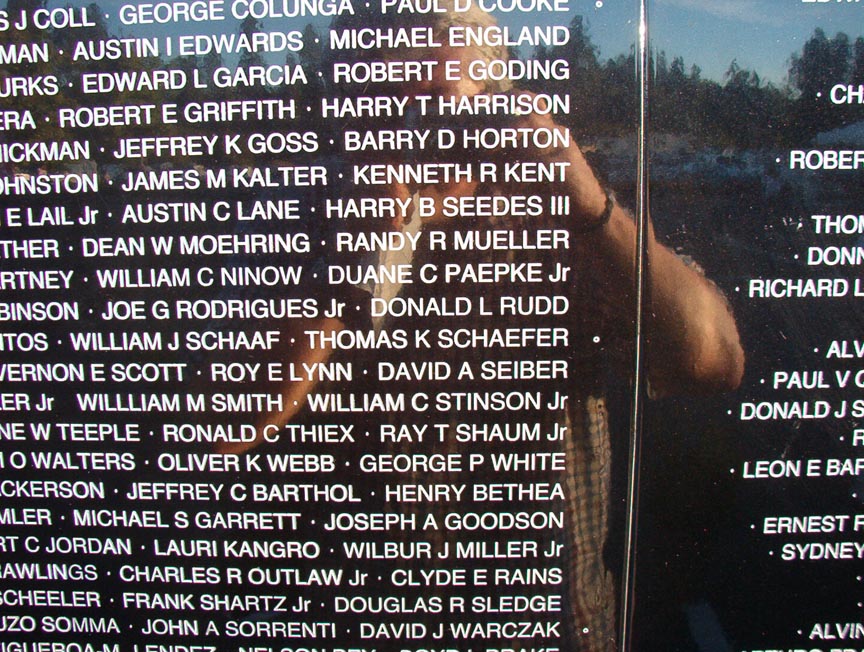 S J COLL · GEORGE COLUNGA · PAUL D COOKE
MAN · AUSTIN I EDWARDS · MICHAEL ENGLAND
URKS · EDWARD L GARCIA · ROBERT E GODING
ERA · ROBERT E GRIFFITH · HARRY T HARRISON
HICKMAN · JEFFREY K GOSS · BARRY D HORTON
OHNSTON · JAMES M KALTER · KENNETH R KENT
E LAIL Jr · AUSTIN C LANE · HARRY B SEEDES III
THER · DEAN W MOEHRING · RANDY R MUELLER
ARTNEY · WILLIAM C NINOW · DUANE C PAEPKE Jr
BINSON · JOE G RODRIGUES Jr · DONALD L RUDD
NTOS · WILLIAM J SCHAAF · THOMAS K SCHAEFER
VERNON E SCOTT · ROY E LYNN · DAVID A SEIBER
ER Jr WILLLIAM M SMITH · WILLIAM C STINSON Jr
NE W TEEPLE · RONALD C THIEX · RAY T SHAUM Jr
O WALTERS · OLIVER K WEBB · GEORGE P WHITE
CKERSON · JEFFREY C BARTHOL · HENRY BETHEA
MLER · MICHAEL S GARRETT · JOSEPH A GOODSON
RT C JORDAN · LAURI KANGRO · WILBUR J MILLER Jr
RAWLINGS · CHARLES R OUTLAW Jr · CLYDE E RAINS
SCHEELER · FRANK SHARTZ Jr · DOUGLAS R SLEDGE
UZO SOMMA · JOHN A SORRENTI · DAVID J WARCZAK
· CHA
· ROBER
THOM
· DONN
· RICHARD L
· ALV
· PAUL V
· DONALD J S
· R
· LEON E BAR
· ERNEST F
· SYDNEY
· ALVIN